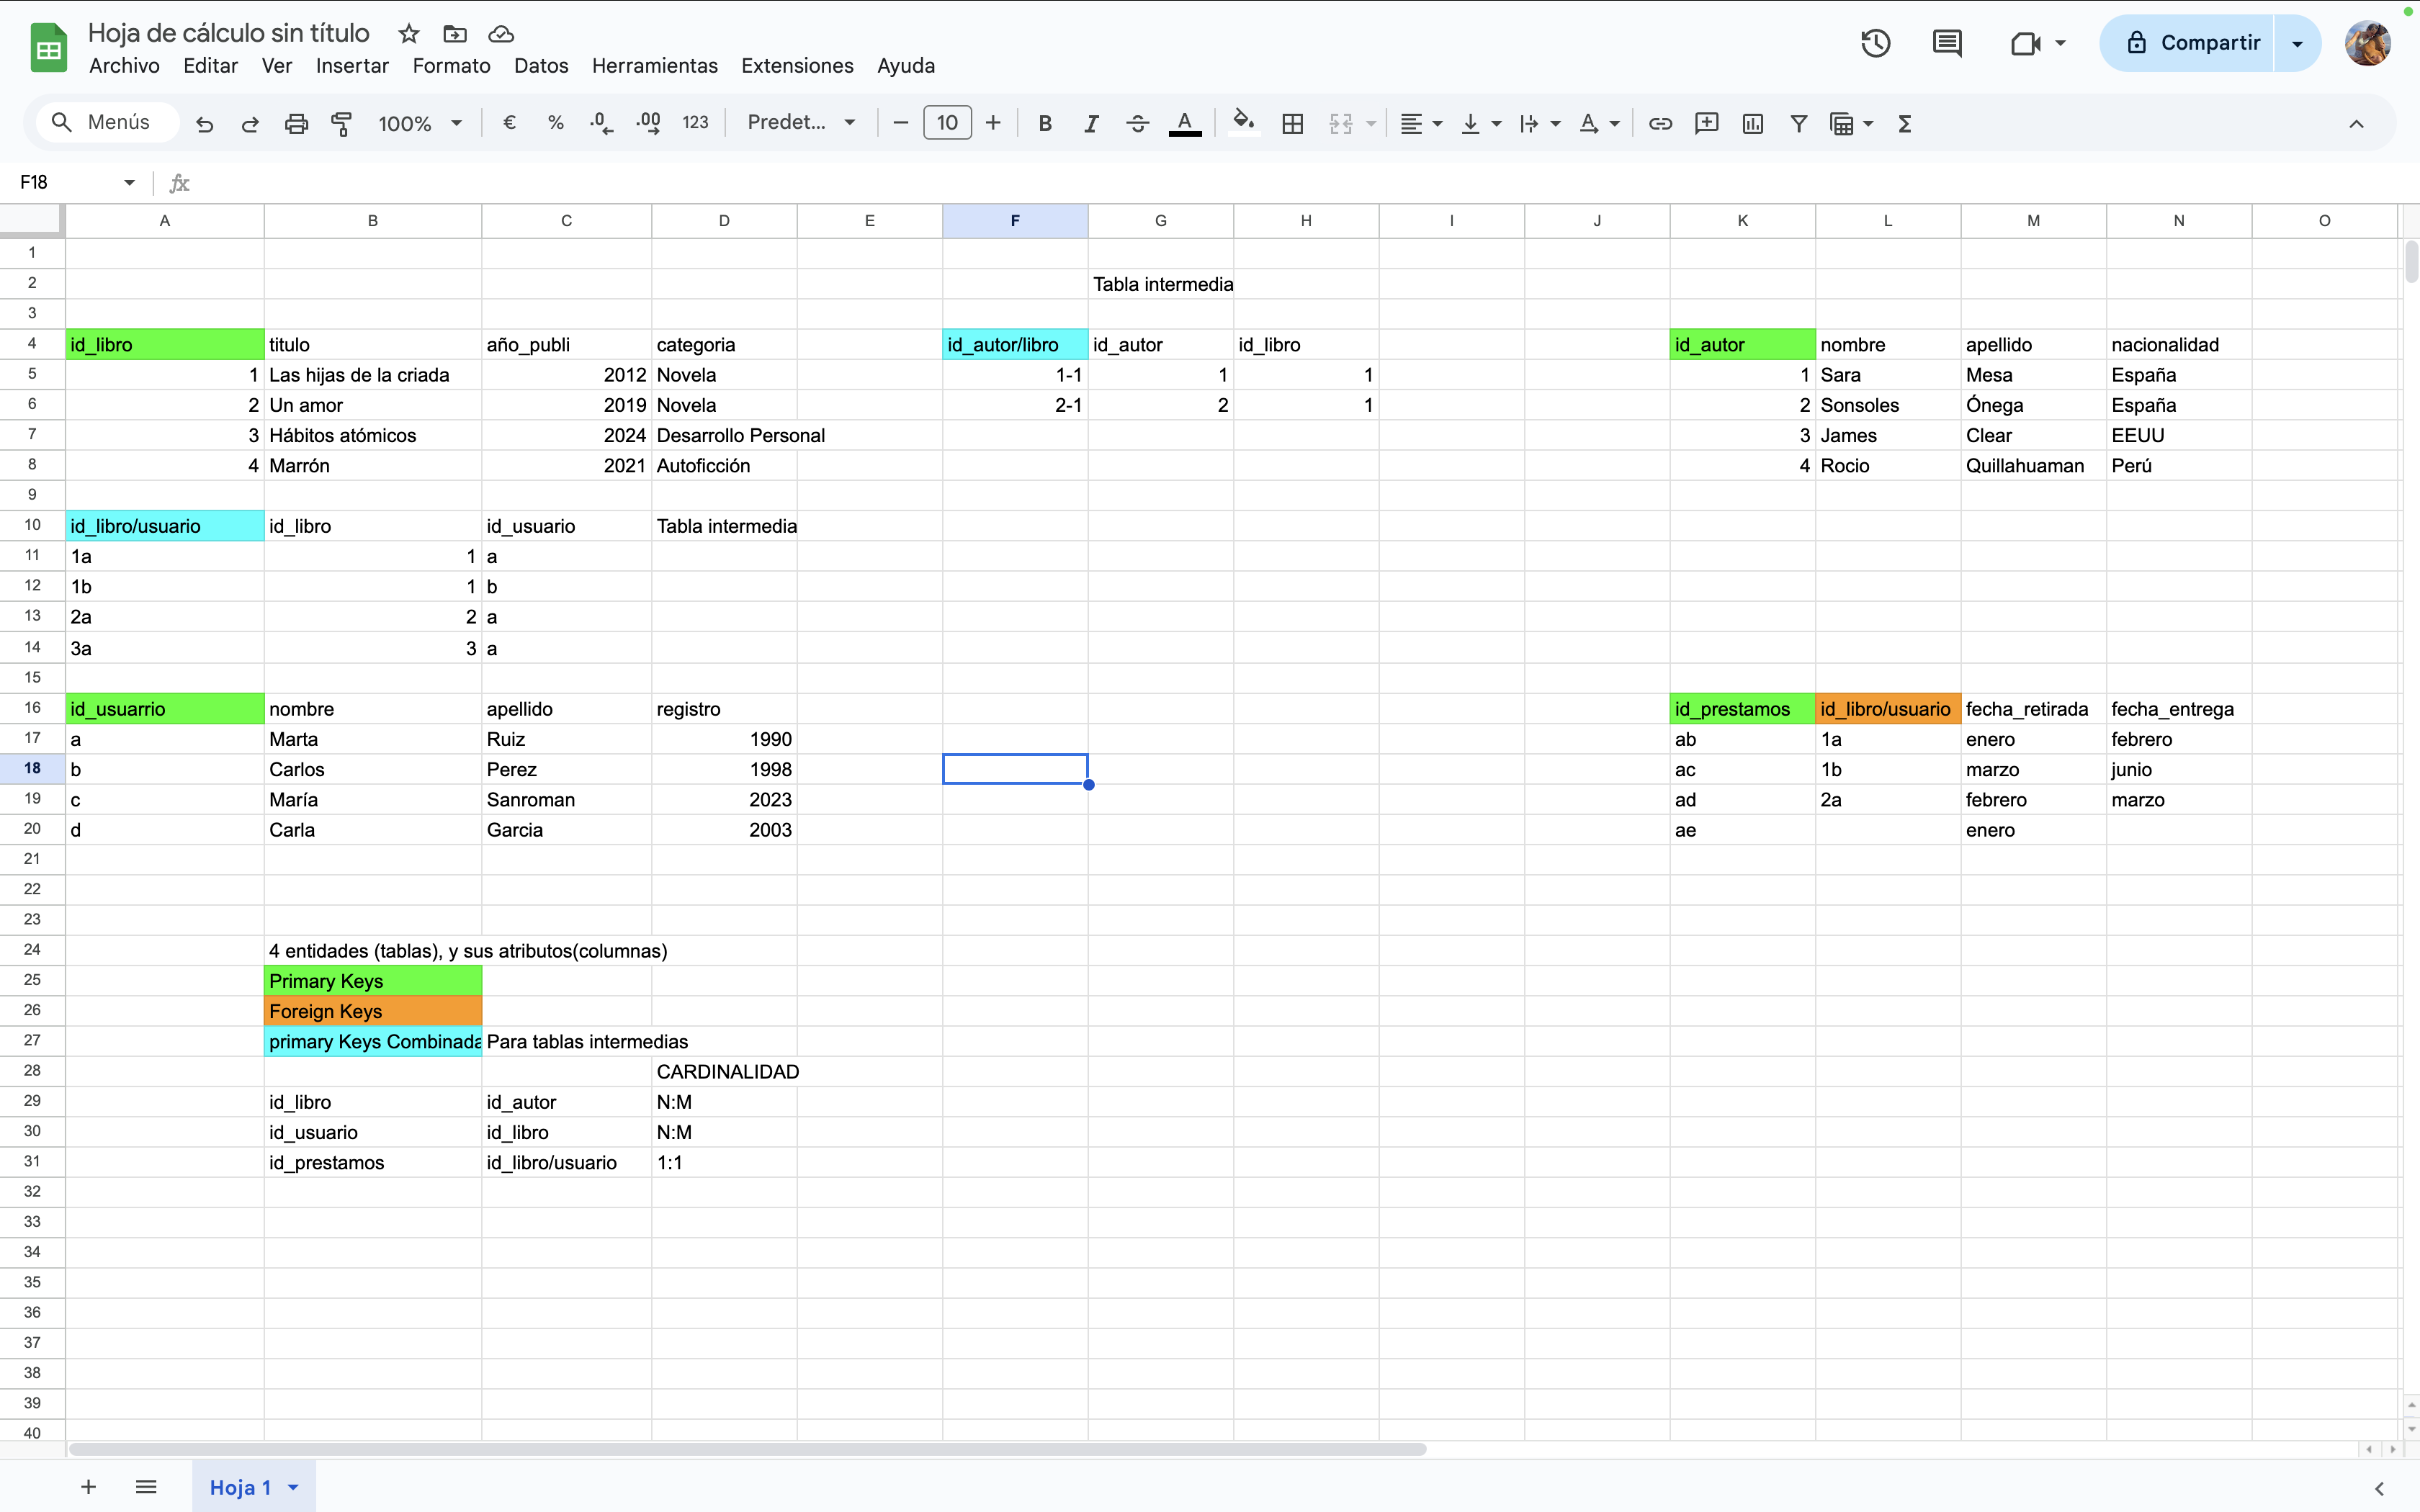 Hoja de cálculo sin título
Archivo Editar Ver Insertar Formato Datos Herramientas Extensiones Ayuda
Compartir
Menús 100% € % .0 .00 123 Predet... 10 B I A Σ
F18 fx
A B C D E F G H I J K L M N O
1
2 Tabla intermedia
3
4 id_libro titulo año_publi categoria id_autor/libro id_autor id_libro id_autor nombre apellido nacionalidad
5 1 Las hijas de la criada 2012 Novela 1-1 1 1 1 Sara Mesa España
6 2 Un amor 2019 Novela 2-1 2 1 2 Sonsoles Ónega España
7 3 Hábitos atómicos 2024 Desarrollo Personal 3 James Clear EEUU
8 4 Marrón 2021 Autoficción 4 Rocio Quillahuaman Perú
9
10 id_libro/usuario id_libro id_usuario Tabla intermedia
11 1a 1 a
12 1b 1 b
13 2a 2 a
14 3a 3 a
15
16 id_usuarrio nombre apellido registro id_prestamos id_libro/usuario fecha_retirada fecha_entrega
17 a Marta Ruiz 1990 ab 1a enero febrero
18 b Carlos Perez 1998 ac 1b marzo junio
19 c María Sanroman 2023 ad 2a febrero marzo
20 d Carla Garcia 2003 ae enero
21
22
23
24 4 entidades (tablas), y sus atributos(columnas)
25 Primary Keys
26 Foreign Keys
27 primary Keys Combinada Para tablas intermedias
28 CARDINALIDAD
29 id_libro id_autor N:M
30 id_usuario id_libro N:M
31 id_prestamos id_libro/usuario 1:1
32
33
34
35
36
37
38
39
40
Hoja 1